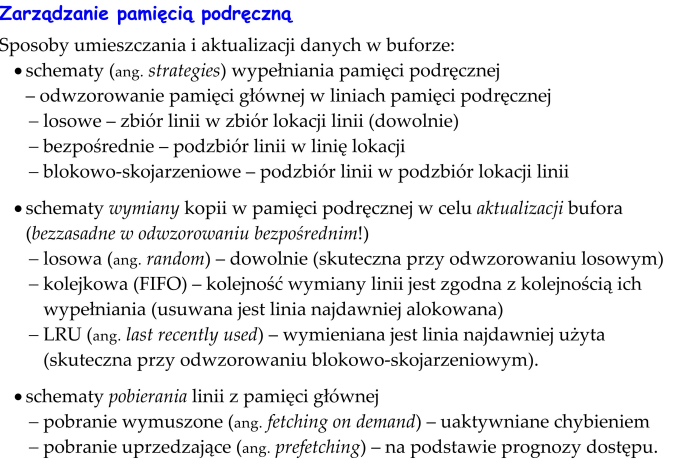 Zarządzanie pamięcią podręczną
Sposoby umieszczania i aktualizacji danych w buforze:
• schematy (ang. strategies) wypełniania pamięci podręcznej
– odwzorowanie pamięci głównej w liniach pamięci podręcznej
– losowe – zbiór linii w zbiór lokacji linii (dowolnie)
– bezpośrednie – podzbiór linii w linię lokacji
– blokowo-skojarzeniowe – podzbiór linii w podzbiór lokacji linii
• schematy wymiany kopii w pamięci podręcznej w celu aktualizacji bufora
(bezzasadne w odwzorowaniu bezpośrednim!)
– losowa (ang. random) – dowolnie (skuteczna przy odwzorowaniu losowym)
– kolejkowa (FIFO) – kolejność wymiany linii jest zgodna z kolejnością ich
wypełniania (usuwana jest linia najdawniej alokowana)
– LRU (ang. last recently used) – wymieniana jest linia najdawniej użyta
(skuteczna przy odwzorowaniu blokowo-skojarzeniowym).
• schematy pobierania linii z pamięci głównej
– pobranie wymuszone (ang. fetching on demand) – uaktywniane chybieniem
– pobranie uprzedzające (ang. prefetching) – na podstawie prognozy dostępu.